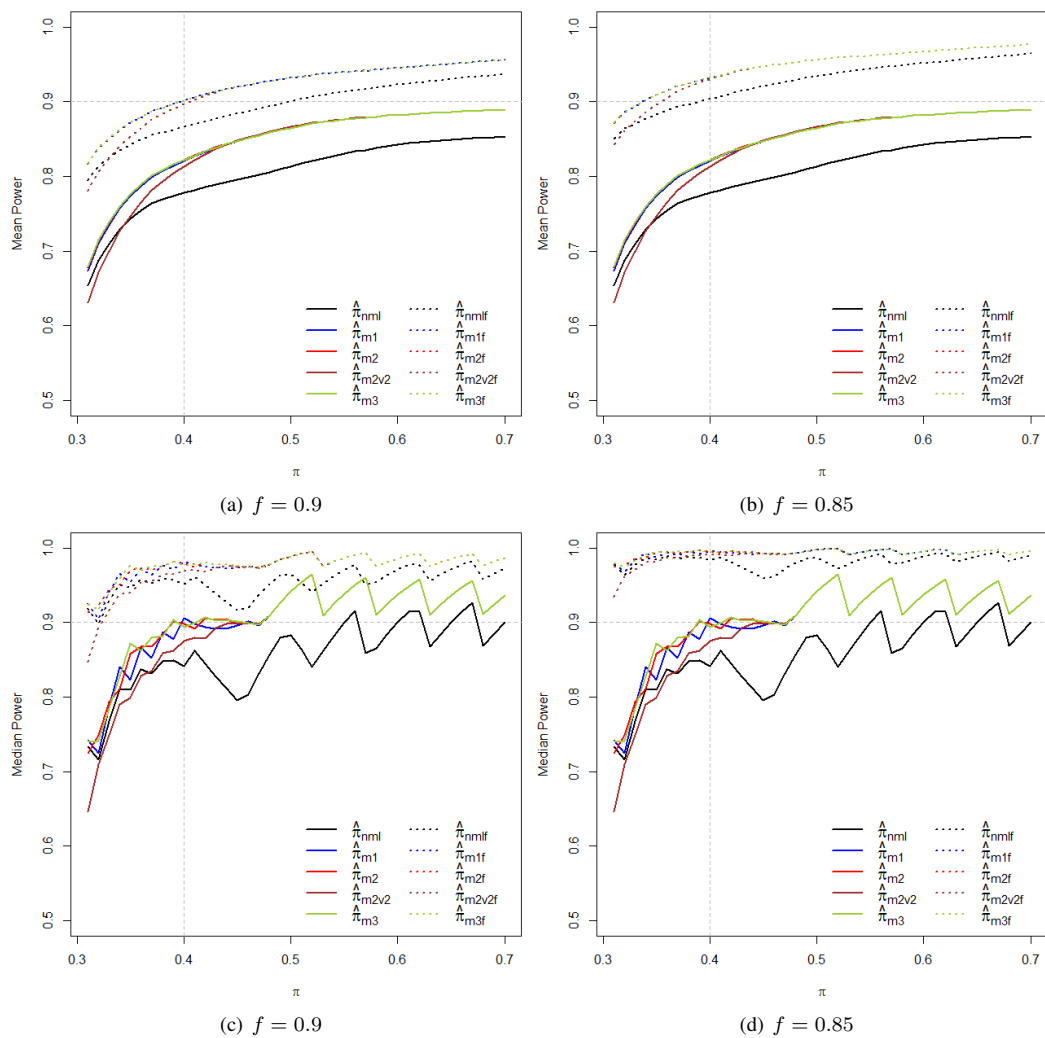 1.0 0.9 0.8 0.7 0.6 0.5
Mean Power
π̂nml π̂nmlf
π̂m1 π̂m1f
π̂m2 π̂m2f
π̂m2v2 π̂m2v2f
π̂m3 π̂m3f
0.3 0.4 0.5 0.6 0.7
π
(a) f = 0.9
1.0 0.9 0.8 0.7 0.6 0.5
Mean Power
π̂nml π̂nmlf
π̂m1 π̂m1f
π̂m2 π̂m2f
π̂m2v2 π̂m2v2f
π̂m3 π̂m3f
0.3 0.4 0.5 0.6 0.7
π
(b) f = 0.85
1.0 0.9 0.8 0.7 0.6 0.5
Median Power
π̂nml π̂nmlf
π̂m1 π̂m1f
π̂m2 π̂m2f
π̂m2v2 π̂m2v2f
π̂m3 π̂m3f
0.3 0.4 0.5 0.6 0.7
π
(c) f = 0.9
1.0 0.9 0.8 0.7 0.6 0.5
Median Power
π̂nml π̂nmlf
π̂m1 π̂m1f
π̂m2 π̂m2f
π̂m2v2 π̂m2v2f
π̂m3 π̂m3f
0.3 0.4 0.5 0.6 0.7
π
(d) f = 0.85